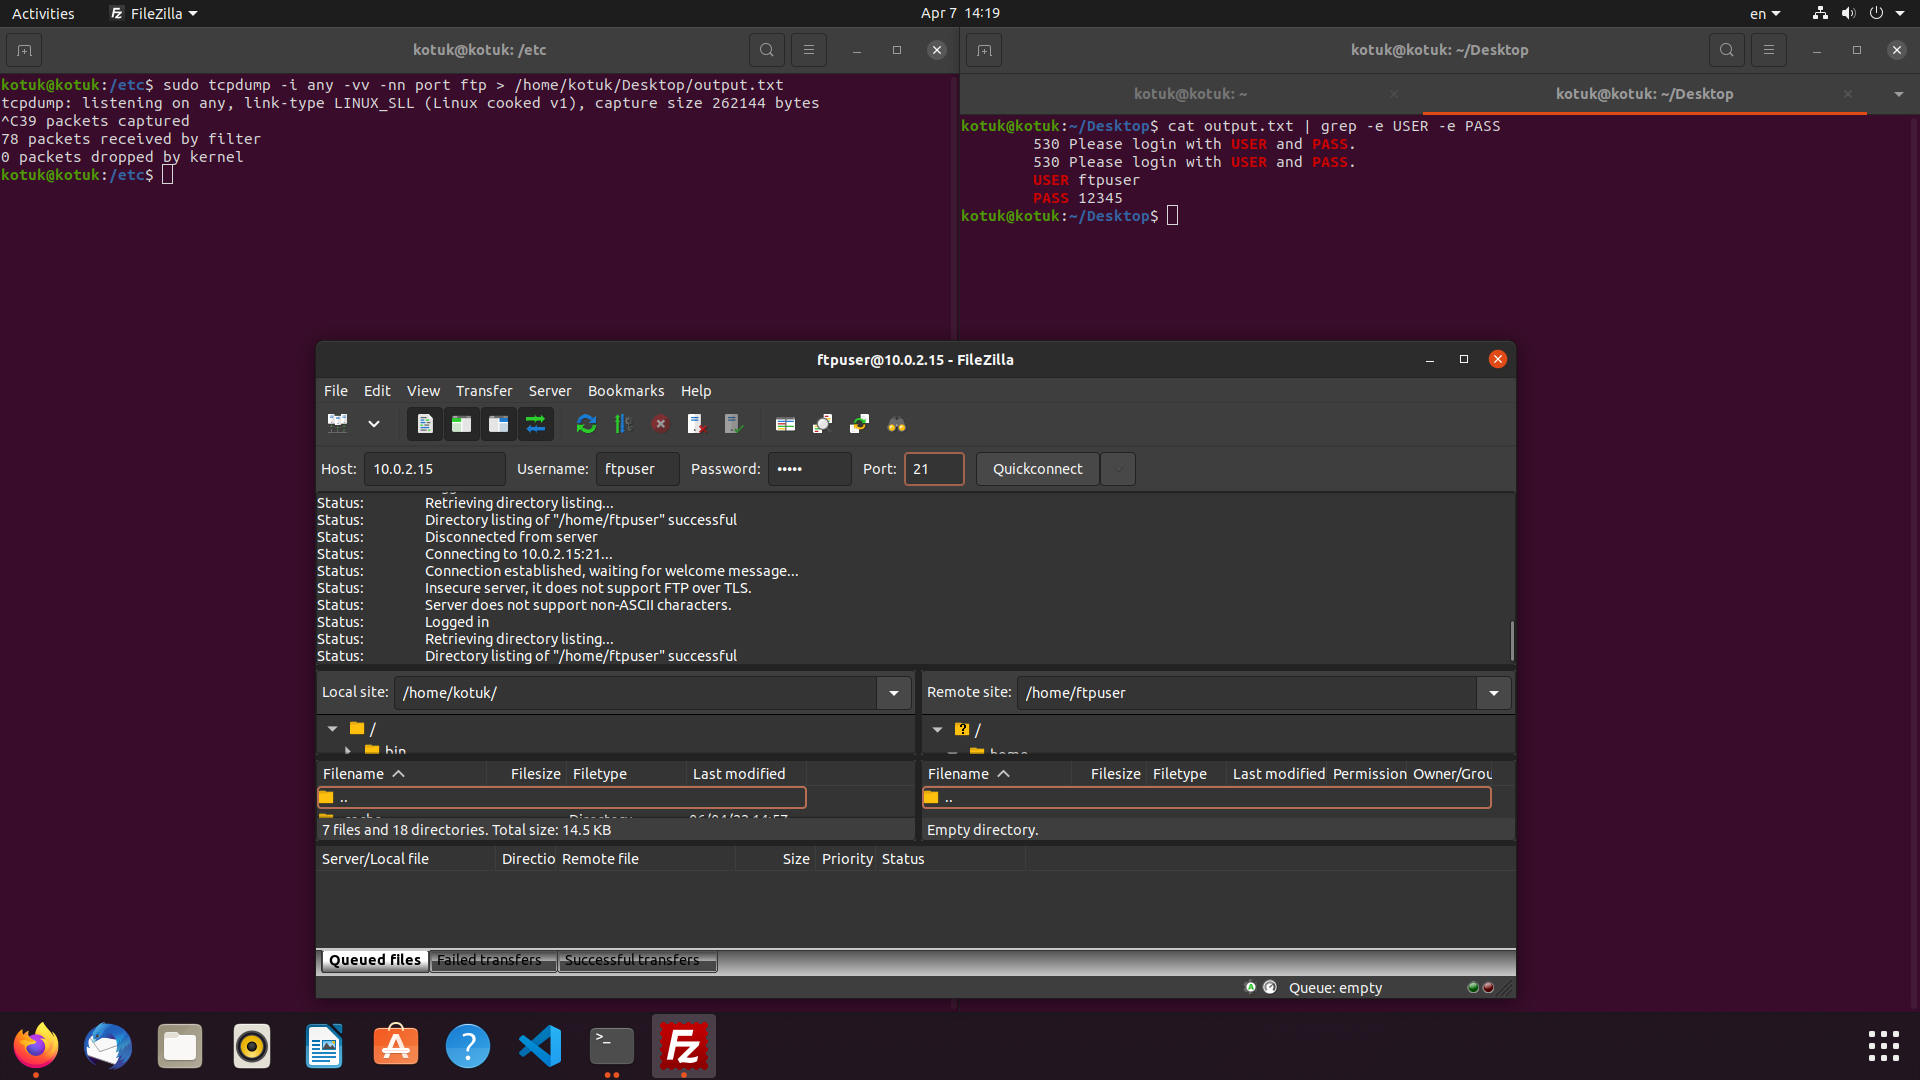 Activities
FileZilla
Apr 7 14:19
en
kotuk@kotuk: /etc
kotuk@kotuk:/etc$ sudo tcpdump -i any -vv -nn port ftp > /home/kotuk/Desktop/output.txt
tcpdump: listening on any, link-type LINUX_SLL (Linux cooked v1), capture size 262144 bytes
^C39 packets captured
78 packets received by filter
0 packets dropped by kernel
kotuk@kotuk:/etc$
kotuk@kotuk: ~/Desktop
kotuk@kotuk: ~
kotuk@kotuk: ~/Desktop
kotuk@kotuk:~/Desktop$ cat output.txt | grep -e USER -e PASS
530 Please login with USER and PASS.
530 Please login with USER and PASS.
USER ftpuser
PASS 12345
kotuk@kotuk:~/Desktop$
ftpuser@10.0.2.15 - FileZilla
File Edit View Transfer Server Bookmarks Help
Host: 10.0.2.15 Username: ftpuser Password: ••••• Port: 21 Quickconnect
Status: Retrieving directory listing...
Status: Directory listing of "/home/ftpuser" successful
Status: Disconnected from server
Status: Connecting to 10.0.2.15:21...
Status: Connection established, waiting for welcome message...
Status: Insecure server, it does not support FTP over TLS.
Status: Server does not support non-ASCII characters.
Status: Logged in
Status: Retrieving directory listing...
Status: Directory listing of "/home/ftpuser" successful
Local site: /home/kotuk/
/
bin
Filename Filesize Filetype Last modified
..
7 files and 18 directories. Total size: 14.5 KB
Remote site: /home/ftpuser
/
home
Filename Filesize Filetype Last modified Permission Owner/Grou
..
Empty directory.
Server/Local file Directio Remote file Size Priority Status
Queued files Failed transfers Successful transfers
Queue: empty